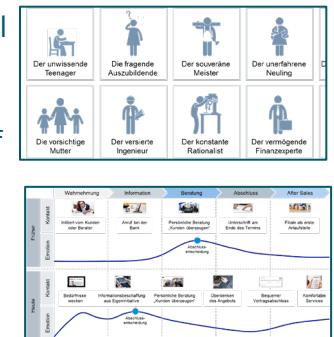 l
Der unwissende
Teenager
Die fragende
Auszubildende
Der souveräne
Meister
Der unerfahrene
Neuling
D
F
Die vorsichtige
Mutter
Der versierte
Ingenieur
Der konstante
Rationalist
Der vermögende
Finanzexperte
Wahrnehmung Information Beratung Abschluss After Sales
Früher
Kontakt
Initiiert vom Kunden
oder Berater
Anruf bei der
Bank
Persönliche Beratung
„Kunden überzeugen“
Unterschrift am
Ende des Termins
Filiale als erste
Anlaufstelle
Emotion
Abschluss-
entscheidung
Heute
Kontakt
Bedürfnisse
wecken
Informationsbeschaffung
aus Eigeninitiative
Persönliche Beratung
„Kunden überzeugen“
Überdenken
des Angebots
Bequemer
Vertragsabschluss
Komfortable
Services
Emotion
Abschluss-
entscheidung